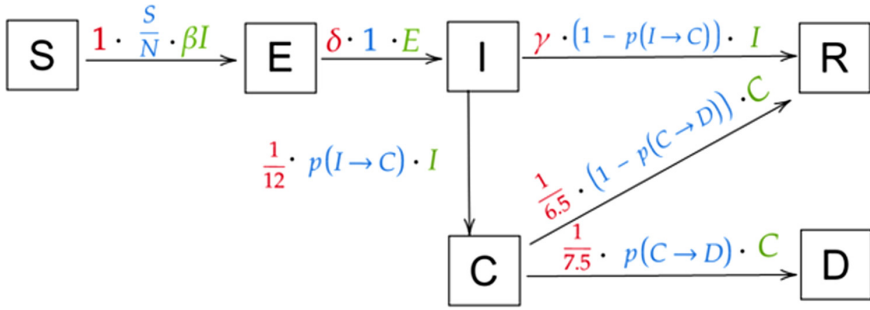 S
1 · S/N · βI
E
δ · 1 · E
I
γ · (1 − p(I→C)) · I
R
1/12 · p(I→C) · I
1/6.5 · (1 − p(C→D)) · C
C
1/7.5 · p(C→D) · C
D